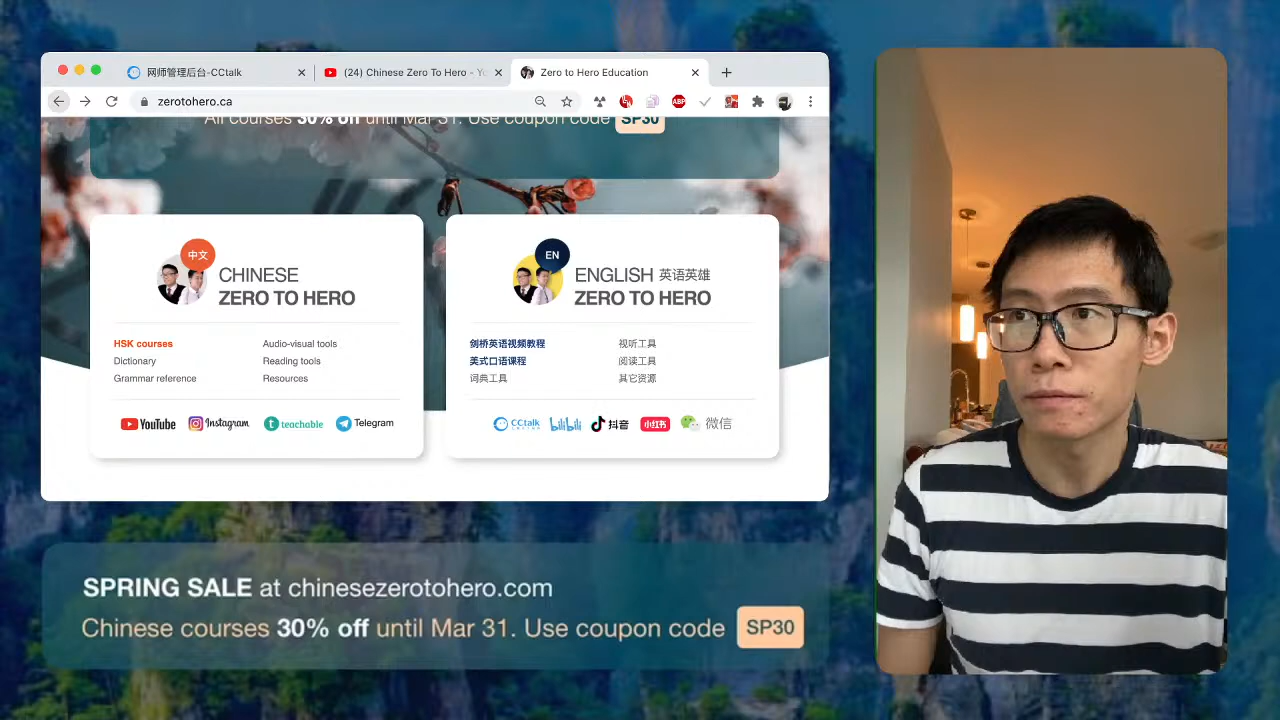 网师管理后台-CCtalk
(24) Chinese Zero To Hero - Yo
Zero to Hero Education
zerotohero.ca
ABP
All courses 30% off until Mar 31. Use coupon code SP30
中文
CHINESE
ZERO TO HERO
HSK courses
Audio-visual tools
Dictionary
Reading tools
Grammar reference
Resources
YouTube
Instagram
teachable
Telegram
EN
ENGLISH 英语英雄
ZERO TO HERO
剑桥英语视频教程
视听工具
美式口语课程
阅读工具
词典工具
其它资源
CCtalk
bilibili
抖音
小红书
微信
SPRING SALE at chinesezerotohero.com
Chinese courses 30% off until Mar 31. Use coupon code SP30